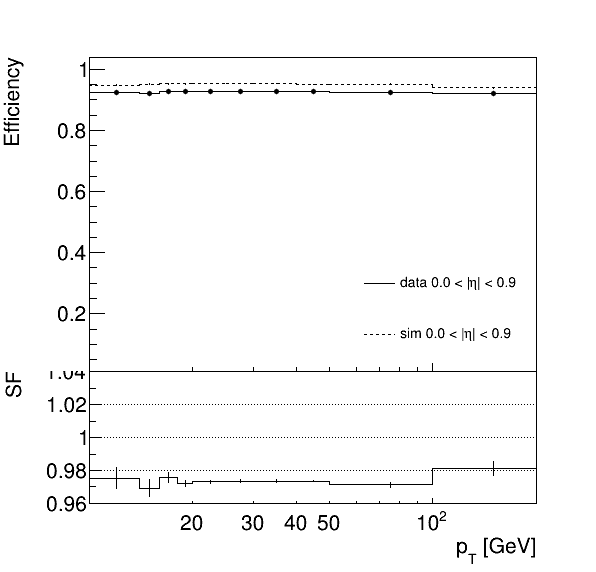 Efficiency
1
0.8
0.6
0.4
0.2
data 0.0 < |η| < 0.9
sim 0.0 < |η| < 0.9
SF
1.04
1.02
1
0.98
0.96
20 30 40 50 10²
p_T [GeV]